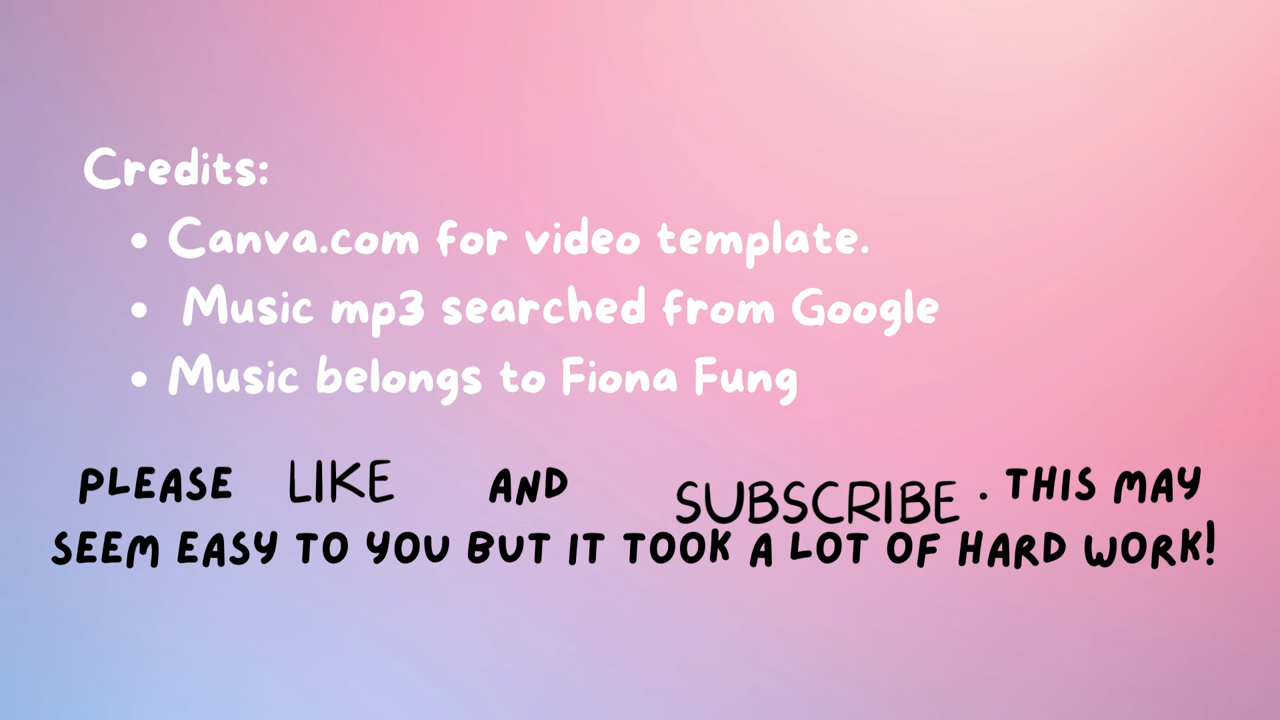 Credits:
• Canva.com for video template.
• Music mp3 searched from Google
• Music belongs to Fiona Fung
PLEASE LIKE AND SUBSCRIBE . THIS MAY
SEEM EASY TO YOU BUT IT TOOK A LOT OF HARD WORK!